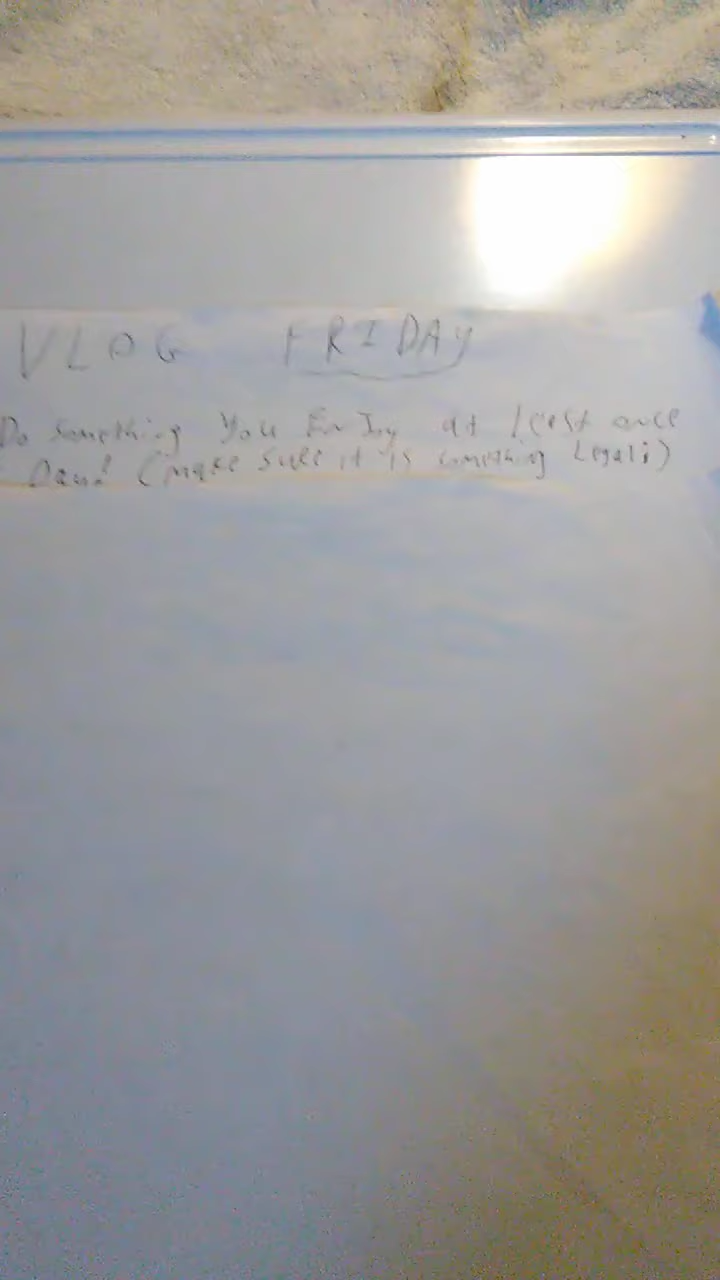 VLOG FRIDAY
Do something You EnJoy at least once
Day! (make sure it is something Legal!)